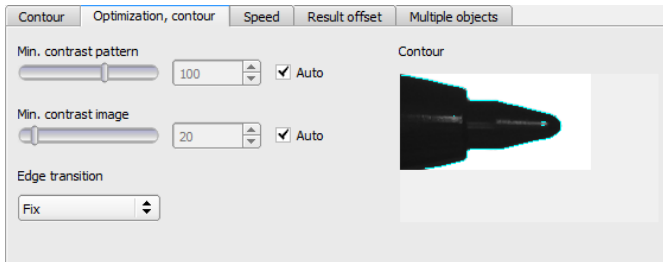 Contour Optimization, contour Speed Result offset Multiple objects
Min. contrast pattern
100 Auto
Min. contrast image
20 Auto
Edge transition
Fix
Contour